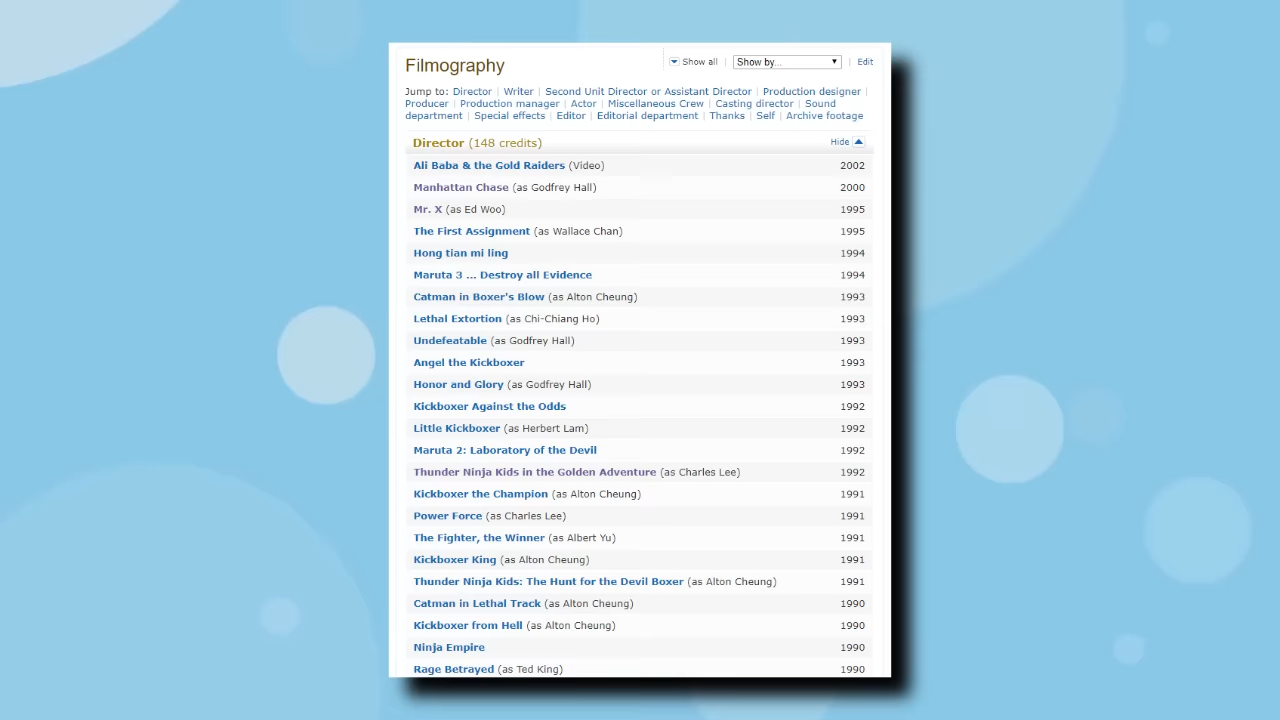 Filmography
Show all | Show by... | Edit
Jump to: Director | Writer | Second Unit Director or Assistant Director | Production designer |
Producer | Production manager | Actor | Miscellaneous Crew | Casting director | Sound
department | Special effects | Editor | Editorial department | Thanks | Self | Archive footage
Director (148 credits) Hide
Ali Baba & the Gold Raiders (Video) 2002
Manhattan Chase (as Godfrey Hall) 2000
Mr. X (as Ed Woo) 1995
The First Assignment (as Wallace Chan) 1995
Hong tian mi ling 1994
Maruta 3 ... Destroy all Evidence 1994
Catman in Boxer's Blow (as Alton Cheung) 1993
Lethal Extortion (as Chi-Chiang Ho) 1993
Undefeatable (as Godfrey Hall) 1993
Angel the Kickboxer 1993
Honor and Glory (as Godfrey Hall) 1993
Kickboxer Against the Odds 1992
Little Kickboxer (as Herbert Lam) 1992
Maruta 2: Laboratory of the Devil 1992
Thunder Ninja Kids in the Golden Adventure (as Charles Lee) 1992
Kickboxer the Champion (as Alton Cheung) 1991
Power Force (as Charles Lee) 1991
The Fighter, the Winner (as Albert Yu) 1991
Kickboxer King (as Alton Cheung) 1991
Thunder Ninja Kids: The Hunt for the Devil Boxer (as Alton Cheung) 1991
Catman in Lethal Track (as Alton Cheung) 1990
Kickboxer from Hell (as Alton Cheung) 1990
Ninja Empire 1990
Rage Betrayed (as Ted King) 1990